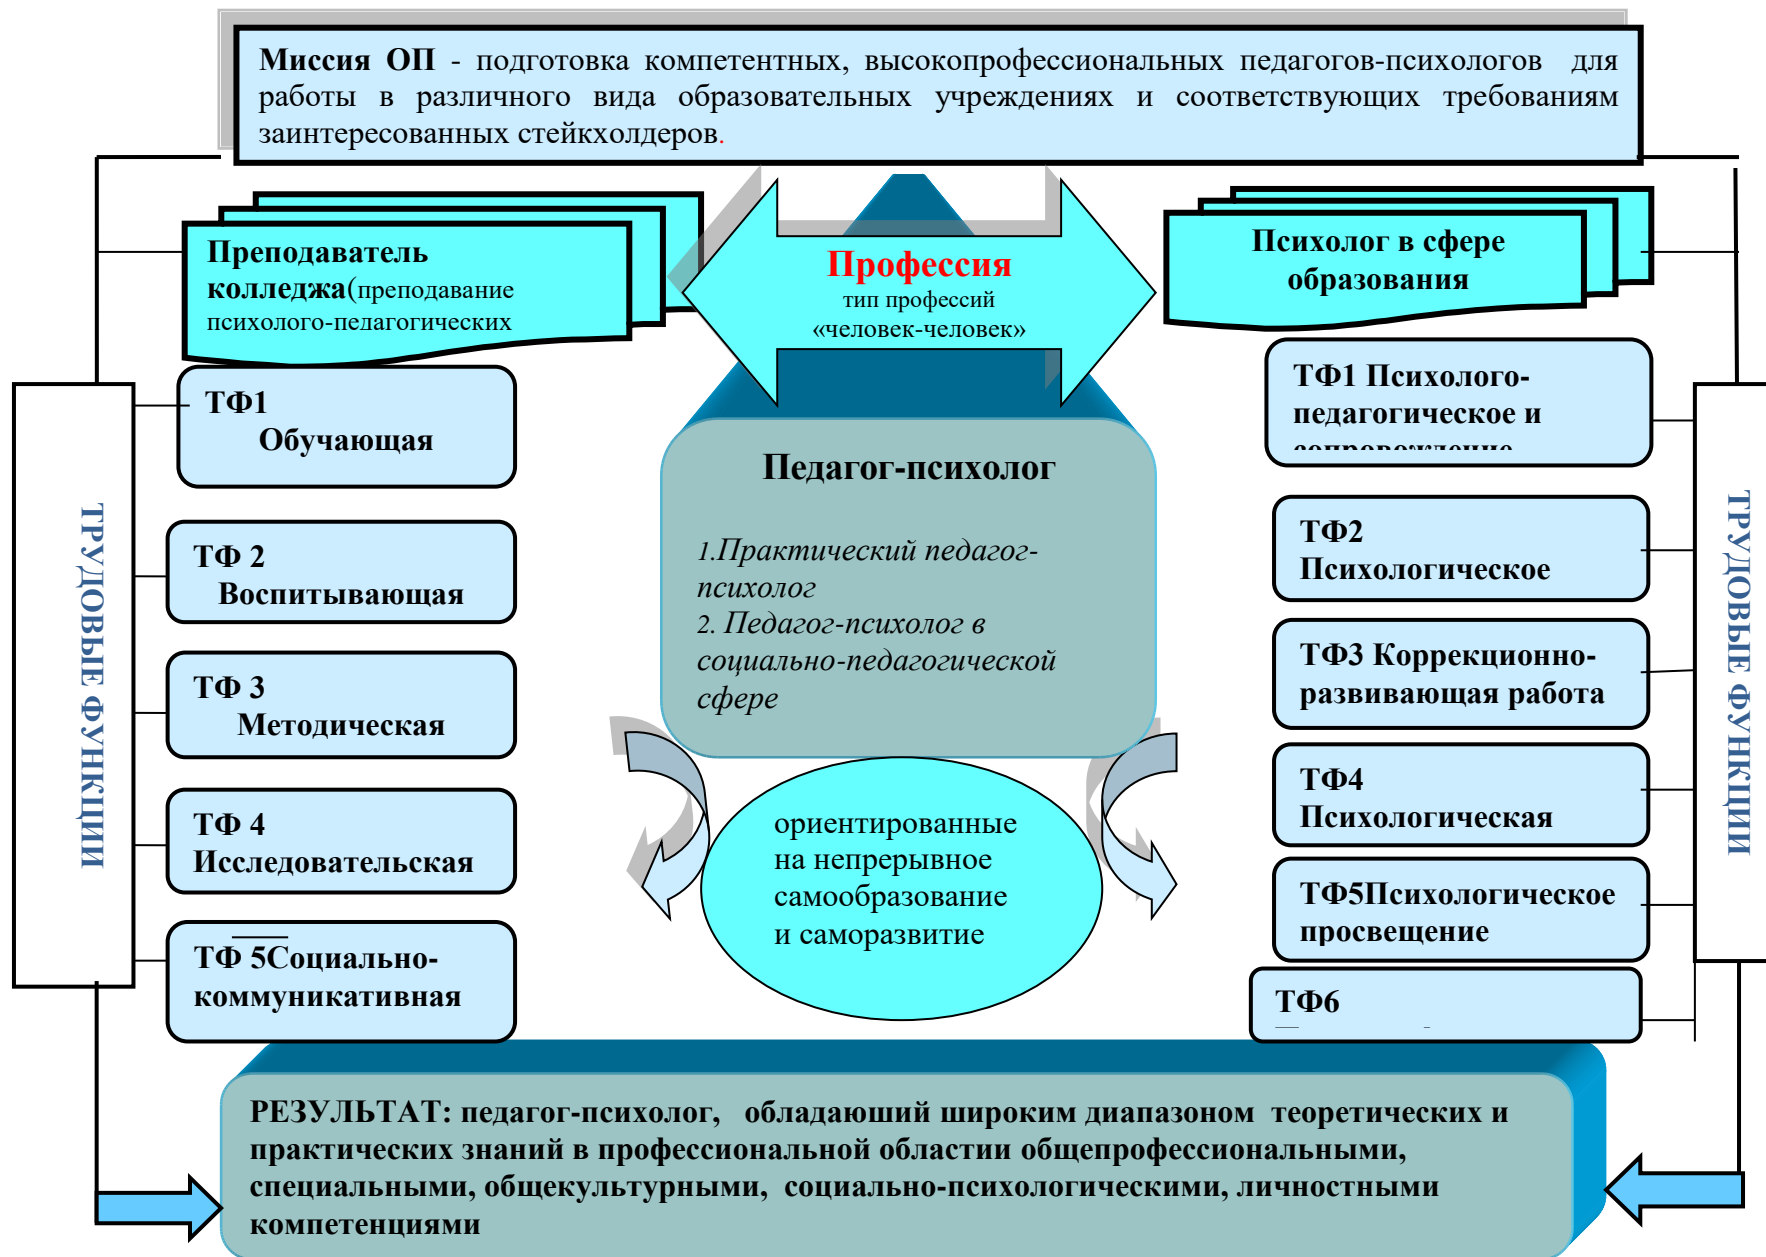 Миссия ОП - подготовка компетентных, высокопрофессиональных педагогов-психологов для
работы в различного вида образовательных учреждениях и соответствующих требованиям
заинтересованных стейкхолдеров.
Преподаватель
колледжа(преподавание
психолого-педагогических
Профессия
тип профессий
«человек-человек»
Психолог в сфере
образования
ТРУДОВЫЕ ФУНКЦИИ
ТФ1
Обучающая
ТФ 2
Воспитывающая
ТФ 3
Методическая
ТФ 4
Исследовательская
ТФ 5Социально-
коммуникативная
Педагог-психолог
1.Практический педагог-
психолог
2. Педагог-психолог в
социально-педагогической
сфере
ориентированные
на непрерывное
самообразование
и саморазвитие
ТФ1 Психолого-
педагогическое и
сопровождение
ТФ2
Психологическое
ТФ3 Коррекционно-
развивающая работа
ТФ4
Психологическая
ТФ5Психологическое
просвещение
ТФ6
ТРУДОВЫЕ ФУНКЦИИ
РЕЗУЛЬТАТ: педагог-психолог, обладаюший широким диапазоном теоретических и
практических знаний в профессиональной областии общепрофессиональными,
специальными, общекультурными, социально-психологическими, личностными
компетенциями